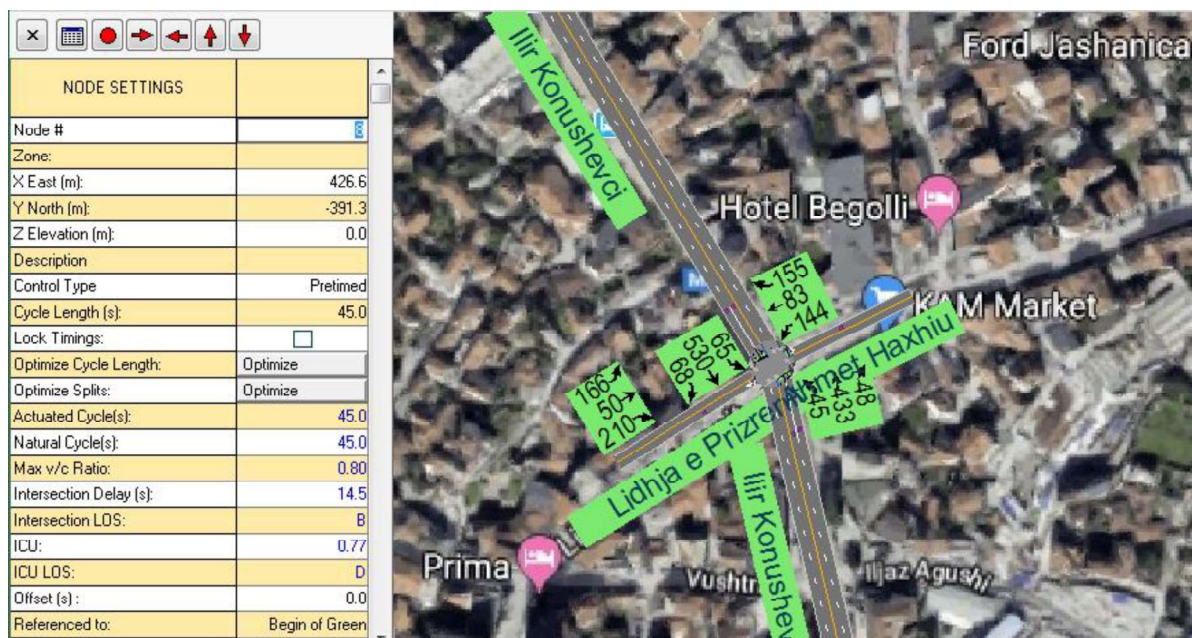 NODE SETTINGS
Node # 8
Zone:
X East (m): 426.6
Y North (m): -391.3
Z Elevation (m): 0.0
Description
Control Type Pretimed
Cycle Length (s): 45.0
Lock Timings:
Optimize Cycle Length: Optimize
Optimize Splits: Optimize
Actuated Cycle(s): 45.0
Natural Cycle(s): 45.0
Max v/c Ratio: 0.80
Intersection Delay (s): 14.5
Intersection LOS: B
ICU: 0.77
ICU LOS: D
Offset (s) : 0.0
Referenced to: Begin of Green
Ilir Konushevci
Ford Jashanica
Hotel Begolli
KAM Market
155
83
144
65
530
68
166
50
210
48
433
Ahmet Haxhiu
Lidhja e Prizren
Ilir Konushev
Prima
Vushtr
Iljaz Agushi